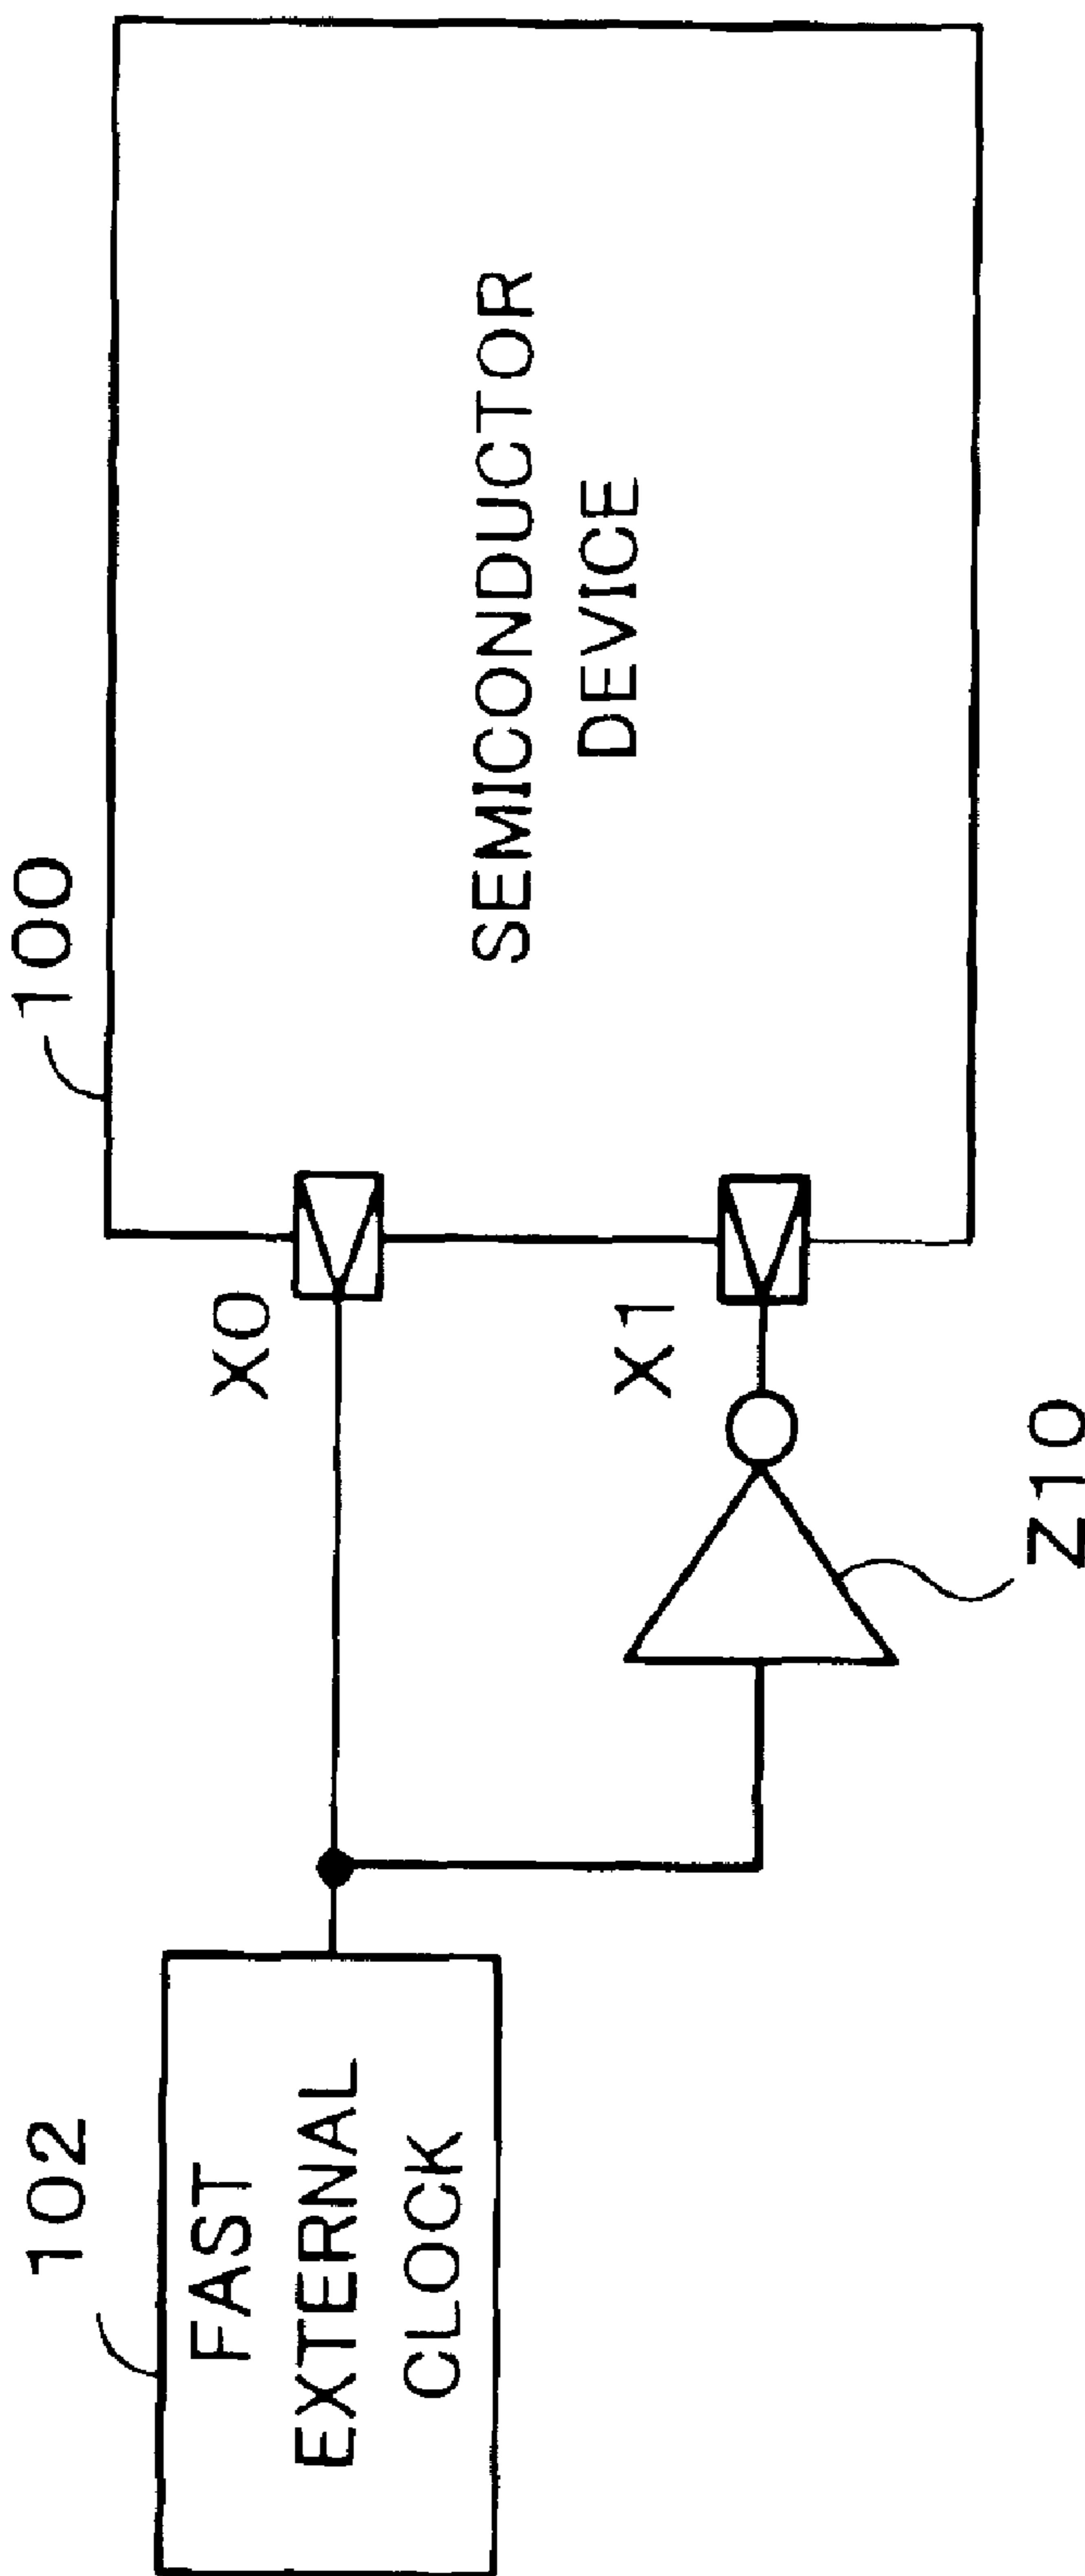 102
FAST
EXTERNAL
CLOCK
X0
X1
Z10
100
SEMICONDUCTOR
DEVICE